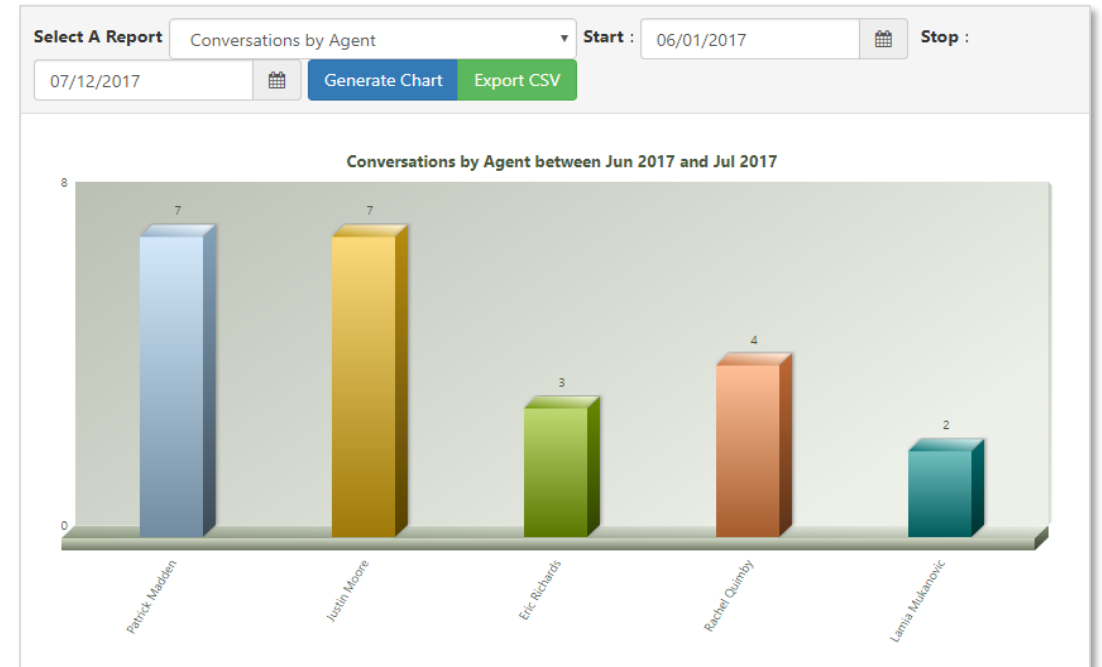 Select A Report Conversations by Agent Start : 06/01/2017 Stop :
07/12/2017 Generate Chart Export CSV
Conversations by Agent between Jun 2017 and Jul 2017
8
7
7
4
3
2
0
Patrick Madden
Justin Moore
Eric Richards
Rachel Quimby
Lamia Mukanovic